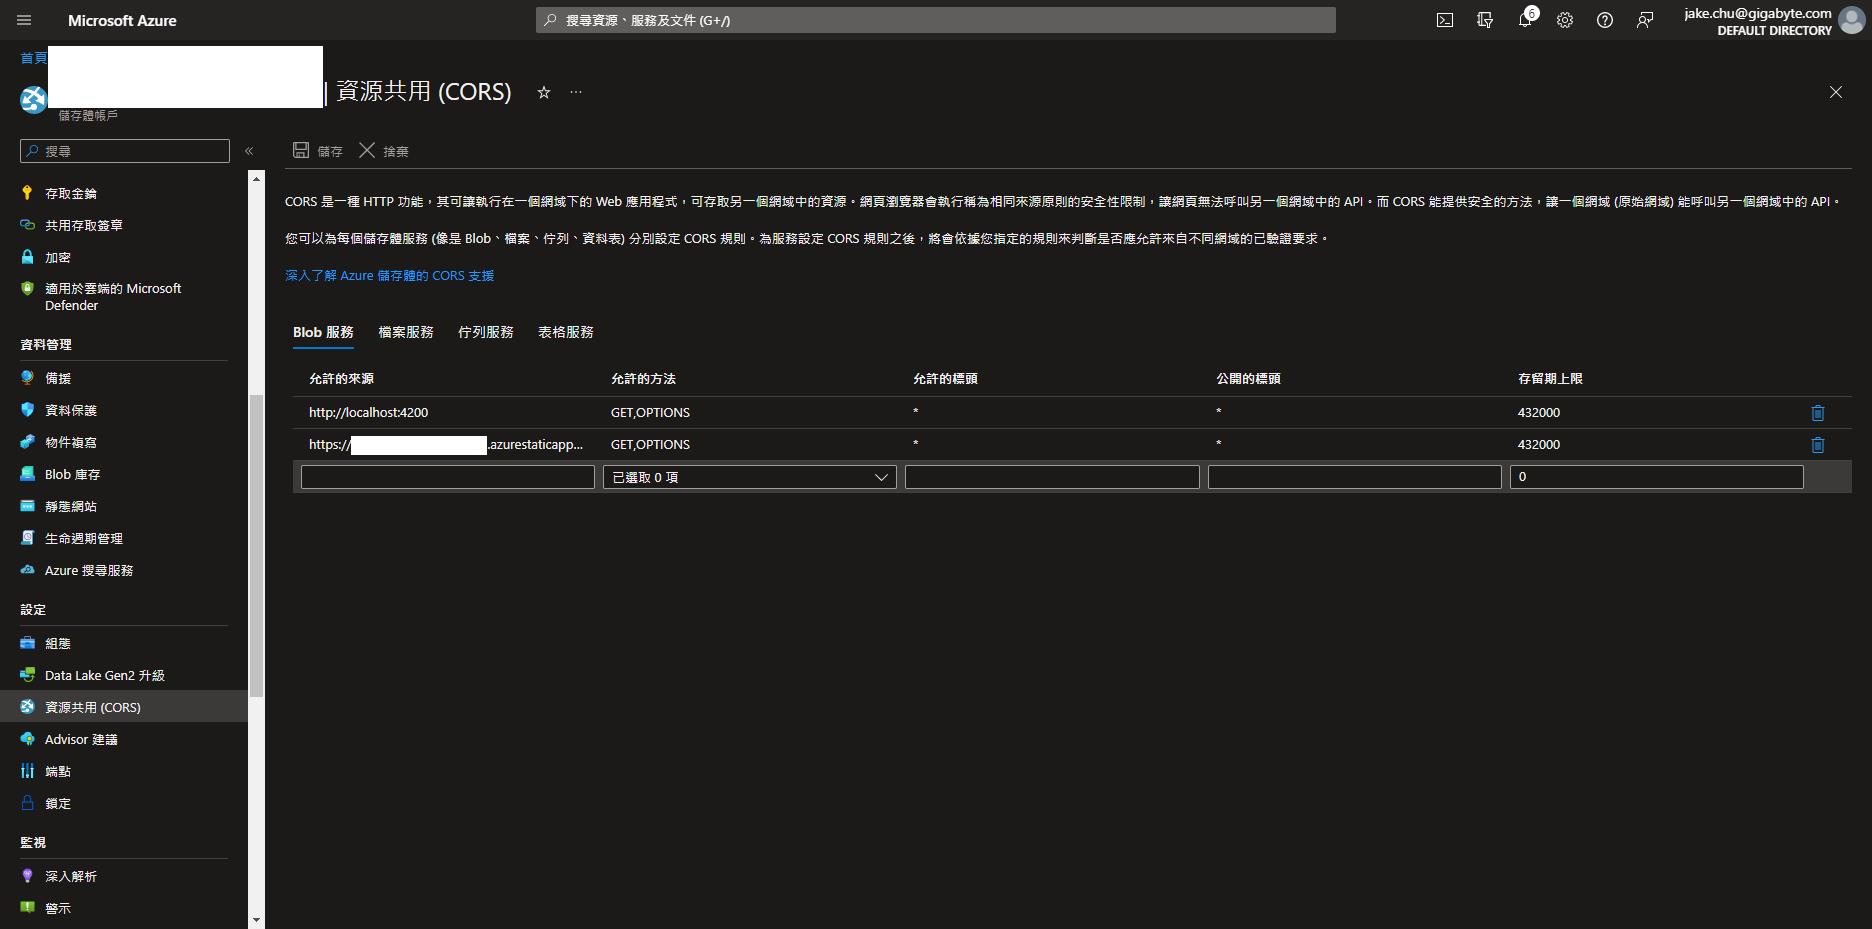 Microsoft Azure
搜尋資源、服務及文件 (G+/)
6
jake.chu@gigabyte.com
DEFAULT DIRECTORY
首頁
| 資源共用 (CORS)
儲存體帳戶
搜尋
儲存
捨棄
存取金鑰
共用存取簽章
加密
適用於雲端的 Microsoft
Defender
資料管理
備援
資料保護
物件複寫
Blob 庫存
靜態網站
生命週期管理
Azure 搜尋服務
設定
組態
Data Lake Gen2 升級
資源共用 (CORS)
Advisor 建議
端點
鎖定
監視
深入解析
警示
CORS 是一種 HTTP 功能，其可讓執行在一個網域下的 Web 應用程式，可存取另一個網域中的資源。網頁瀏覽器會執行稱為相同來源原則的安全性限制，讓網頁無法呼叫另一個網域中的 API。而 CORS 能提供安全的方法，讓一個網域 (原始網域) 能呼叫另一個網域中的 API。
您可以為每個儲存體服務 (像是 Blob、檔案、佇列、資料表) 分別設定 CORS 規則。為服務設定 CORS 規則之後，將會依據您指定的規則來判斷是否應允許來自不同網域的已驗證要求。
深入了解 Azure 儲存體的 CORS 支援
Blob 服務 檔案服務 佇列服務 表格服務
允許的來源 允許的方法 允許的標頭 公開的標頭 存留期上限
http://localhost:4200 GET,OPTIONS * * 432000
https:// .azurestaticapp... GET,OPTIONS * * 432000
已選取 0 項 0